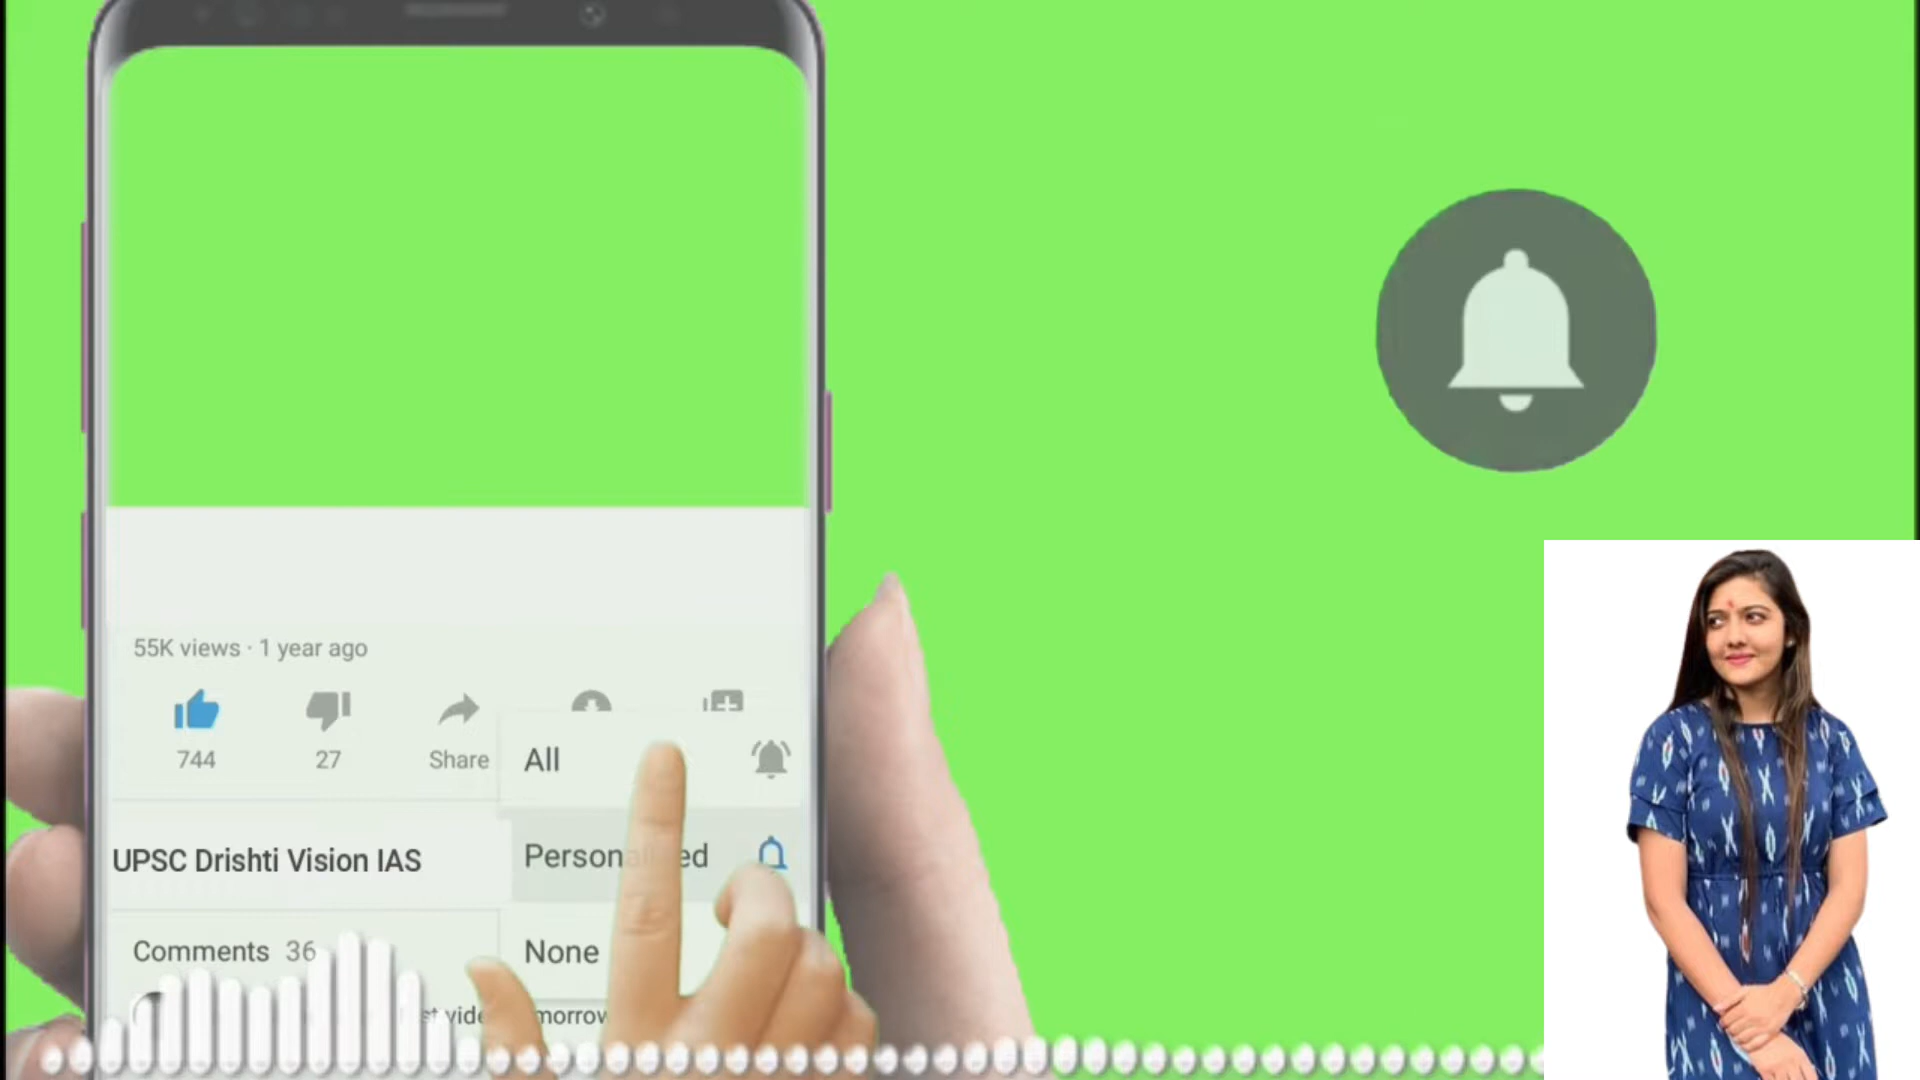 55K views · 1 year ago
744
27
Share
All
UPSC Drishti Vision IAS
Personalized
Comments 36
None